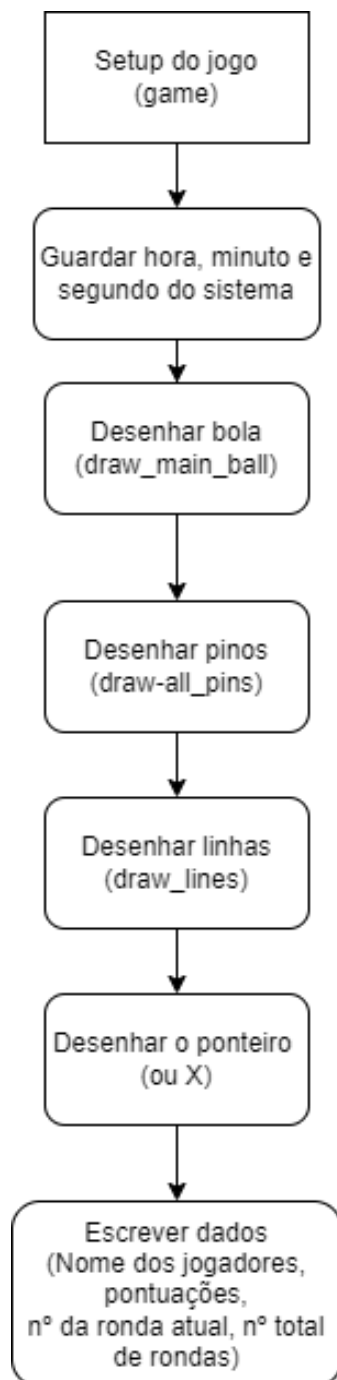 Setup do jogo
(game)
Guardar hora, minuto e
segundo do sistema
Desenhar bola
(draw_main_ball)
Desenhar pinos
(draw-all_pins)
Desenhar linhas
(draw_lines)
Desenhar o ponteiro
(ou X)
Escrever dados
(Nome dos jogadores,
pontuações,
nº da ronda atual, nº total
de rondas)